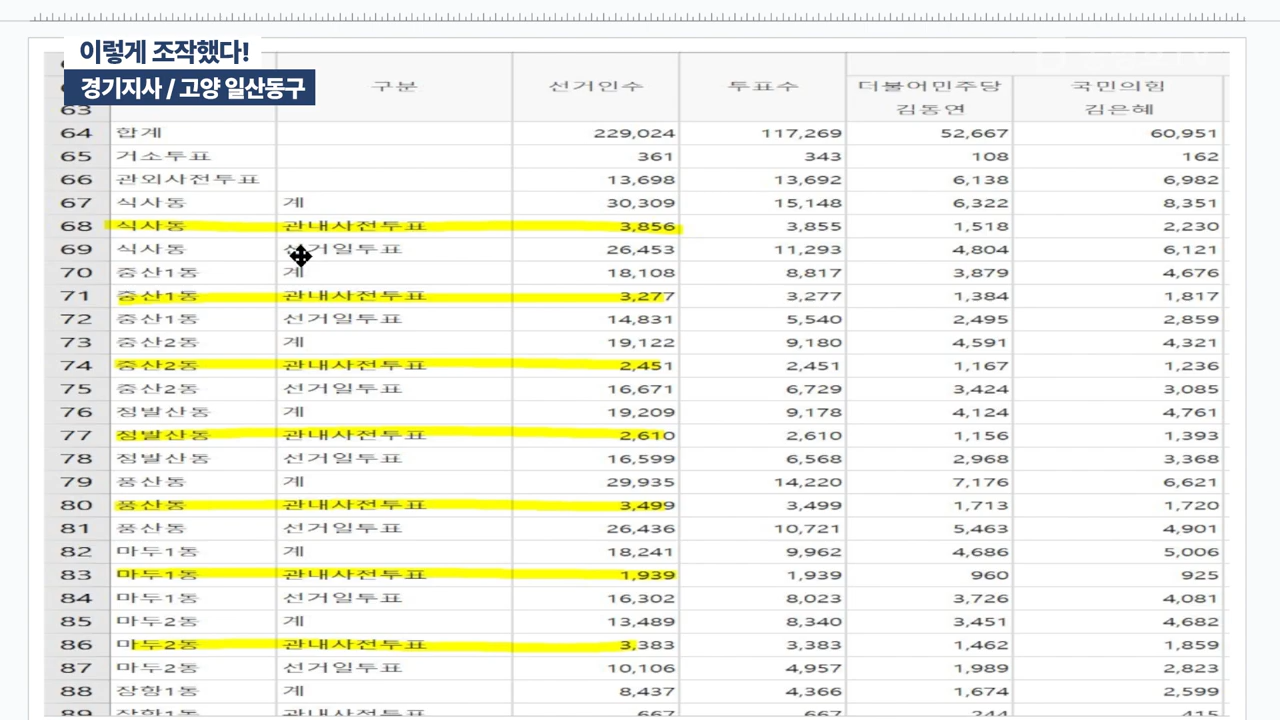 이렇게 조작했다!
경기지사 / 고양 일산동구
구분 선거인수 투표수 더불어민주당 국민의힘
63 김동연 김은혜
64 합계 229,024 117,269 52,667 60,951
65 거소투표 361 343 108 162
66 관외사전투표 13,698 13,692 6,138 6,982
67 식사동 계 30,309 15,148 6,322 8,351
68 식사동 관내사전투표 3,856 3,855 1,518 2,230
69 식사동 선거일투표 26,453 11,293 4,804 6,121
70 중산1동 계 18,108 8,817 3,879 4,676
71 중산1동 관내사전투표 3,277 3,277 1,384 1,817
72 중산1동 선거일투표 14,831 5,540 2,495 2,859
73 중산2동 계 19,122 9,180 4,591 4,321
74 중산2동 관내사전투표 2,451 2,451 1,167 1,236
75 중산2동 선거일투표 16,671 6,729 3,424 3,085
76 정발산동 계 19,209 9,178 4,124 4,761
77 정발산동 관내사전투표 2,610 2,610 1,156 1,393
78 정발산동 선거일투표 16,599 6,568 2,968 3,368
79 풍산동 계 29,935 14,220 7,176 6,621
80 풍산동 관내사전투표 3,499 3,499 1,713 1,720
81 풍산동 선거일투표 26,436 10,721 5,463 4,901
82 마두1동 계 18,241 9,962 4,686 5,006
83 마두1동 관내사전투표 1,939 1,939 960 925
84 마두1동 선거일투표 16,302 8,023 3,726 4,081
85 마두2동 계 13,489 8,340 3,451 4,682
86 마두2동 관내사전투표 3,383 3,383 1,462 1,859
87 마두2동 선거일투표 10,106 4,957 1,989 2,823
88 장항1동 계 8,437 4,366 1,674 2,599
89 장항1동 관내사전투표 667 667 244 415